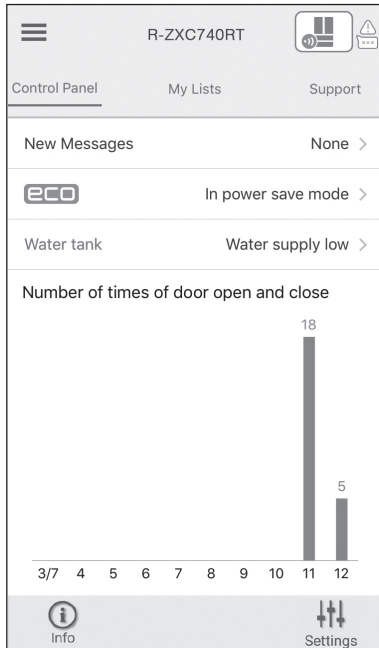 R-ZXC740RT
Control Panel My Lists Support
New Messages None >
eco In power save mode >
Water tank Water supply low >
Number of times of door open and close
18
5
3/7 4 5 6 7 8 9 10 11 12
Info Settings